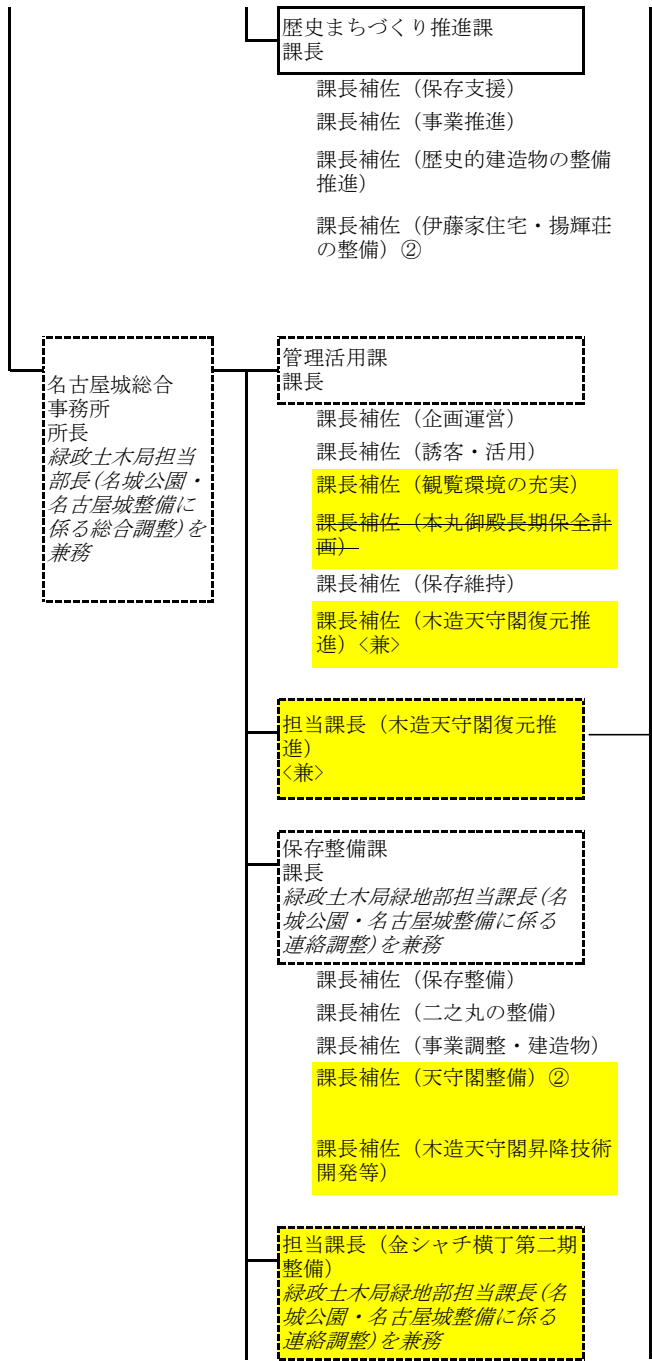 歴史まちづくり推進課
課長
課長補佐（保存支援）
課長補佐（事業推進）
課長補佐（歴史的建造物の整備
推進）
課長補佐（伊藤家住宅・揚輝荘
の整備）②
名古屋城総合
事務所
所長
緑政土木局担当
部長(名城公園・
名古屋城整備に
係る総合調整)を
兼務
管理活用課
課長
課長補佐（企画運営）
課長補佐（誘客・活用）
課長補佐（観覧環境の充実）
課長補佐（本丸御殿長期保全計
画）
課長補佐（保存維持）
課長補佐（木造天守閣復元推
進）<兼>
担当課長（木造天守閣復元推
進）
<兼>
保存整備課
課長
緑政土木局緑地部担当課長(名
城公園・名古屋城整備に係る
連絡調整)を兼務
課長補佐（保存整備）
課長補佐（二之丸の整備）
課長補佐（事業調整・建造物）
課長補佐（天守閣整備）②
課長補佐（木造天守閣昇降技術
開発等）
担当課長（金シャチ横丁第二期
整備）
緑政土木局緑地部担当課長(名
城公園・名古屋城整備に係る
連絡調整)を兼務